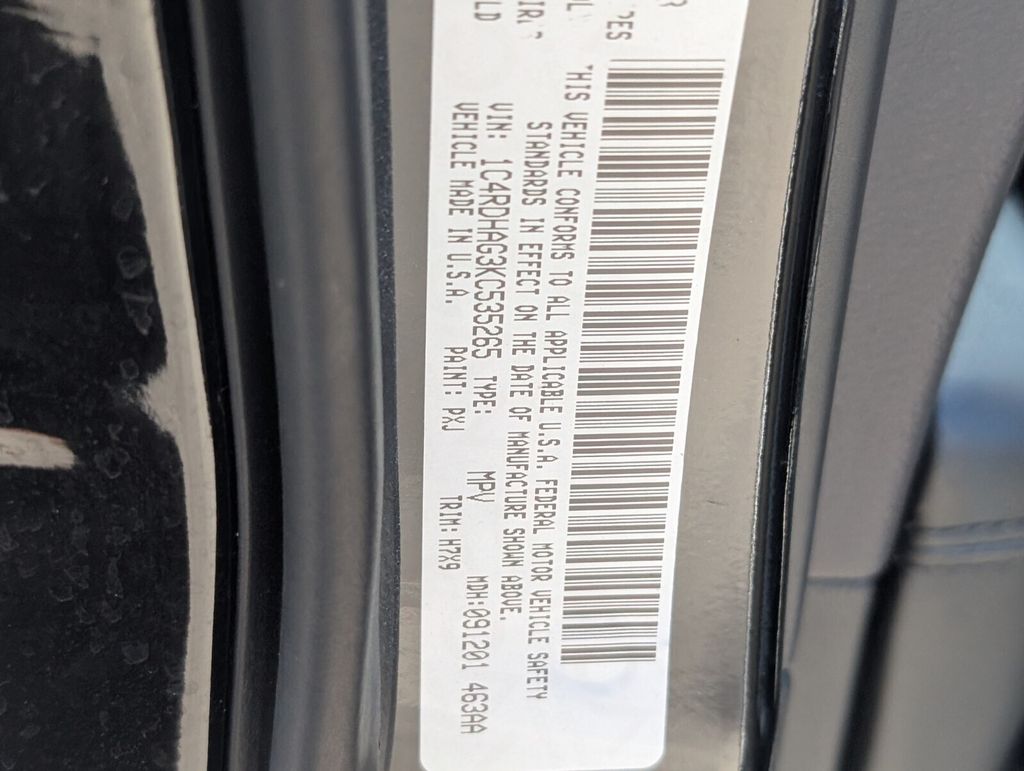 THIS VEHICLE CONFORMS TO ALL APPLICABLE U.S.A. FEDERAL MOTOR VEHICLE SAFETY
STANDARDS IN EFFECT ON THE DATE OF MANUFACTURE SHOWN ABOVE.
VIN: 1C4RDHAG3KC535265 TYPE: MPV MDH:091201 463AA
VEHICLE MADE IN U.S.A. PAINT: PXJ TRIM: H7X9